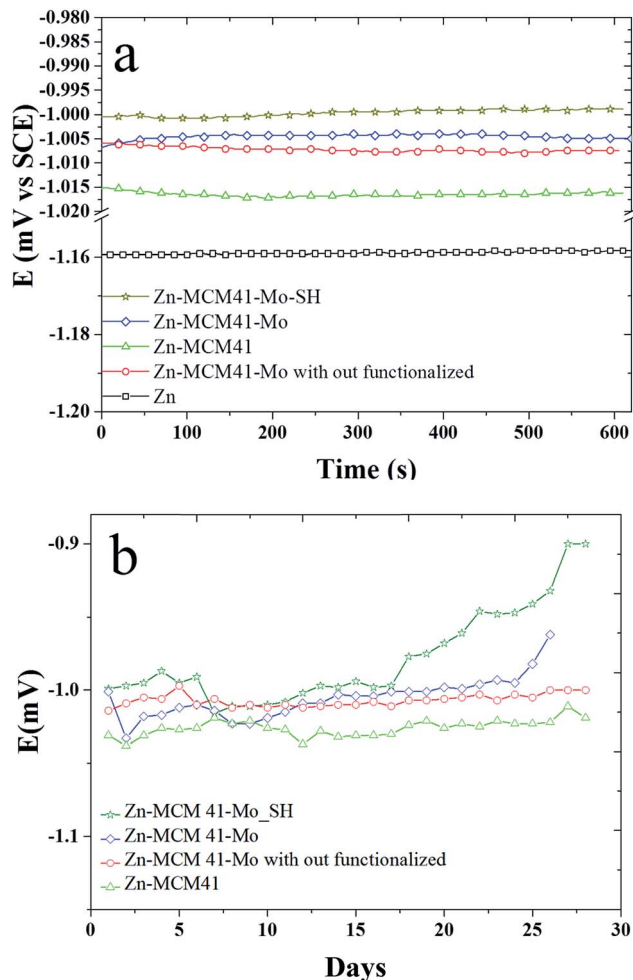 a
E (mV vs SCE)
-0.980
-0.985
-0.990
-0.995
-1.000
-1.005
-1.010
-1.015
-1.020
-1.16
-1.18
-1.20
Zn-MCM41-Mo-SH
Zn-MCM41-Mo
Zn-MCM41
Zn-MCM41-Mo with out functionalized
Zn
0 100 200 300 400 500 600
Time (s)
b
E(mV)
-0.9
-1.0
-1.1
Zn-MCM 41-Mo_SH
Zn-MCM 41-Mo
Zn-MCM 41-Mo with out functionalized
Zn-MCM41
0 5 10 15 20 25 30
Days